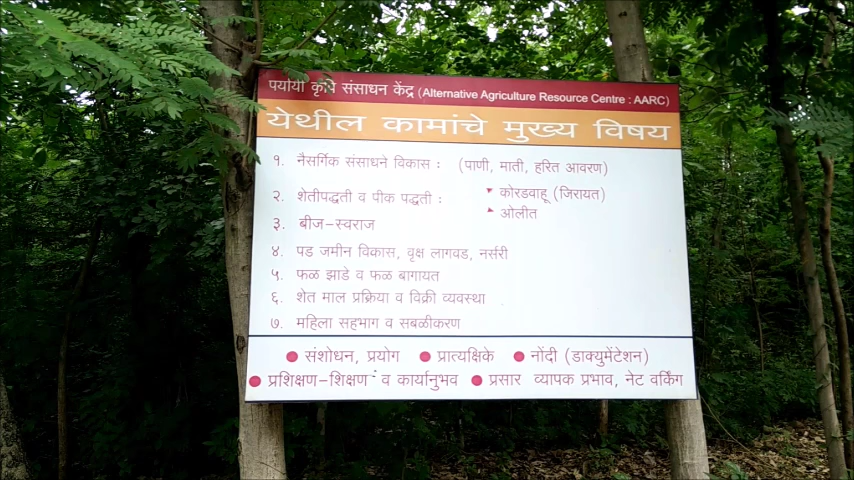 पर्यायी कृषि संसाधन केंद्र (Alternative Agriculture Resource Centre : AARC)
येथील कामांचे मुख्य विषय
१. नैसर्गिक संसाधने विकास : (पाणी, माती, हरित आवरण)
२. शेतीपद्धती व पीक पद्धती : कोरडवाहू (जिरायत)
ओलीत
३. बीज-स्वराज
४. पड जमीन विकास, वृक्ष लागवड, नर्सरी
५. फळ झाडे व फळ बागायत
६. शेत माल प्रक्रिया व विक्री व्यवस्था
७. महिला सहभाग व सबळीकरण
● संशोधन, प्रयोग ● प्रात्यक्षिके ● नोंदी (डाक्युमेंटेशन)
● प्रशिक्षण-शिक्षण व कार्यानुभव ● प्रसार व्यापक प्रभाव, नेट वर्किंग